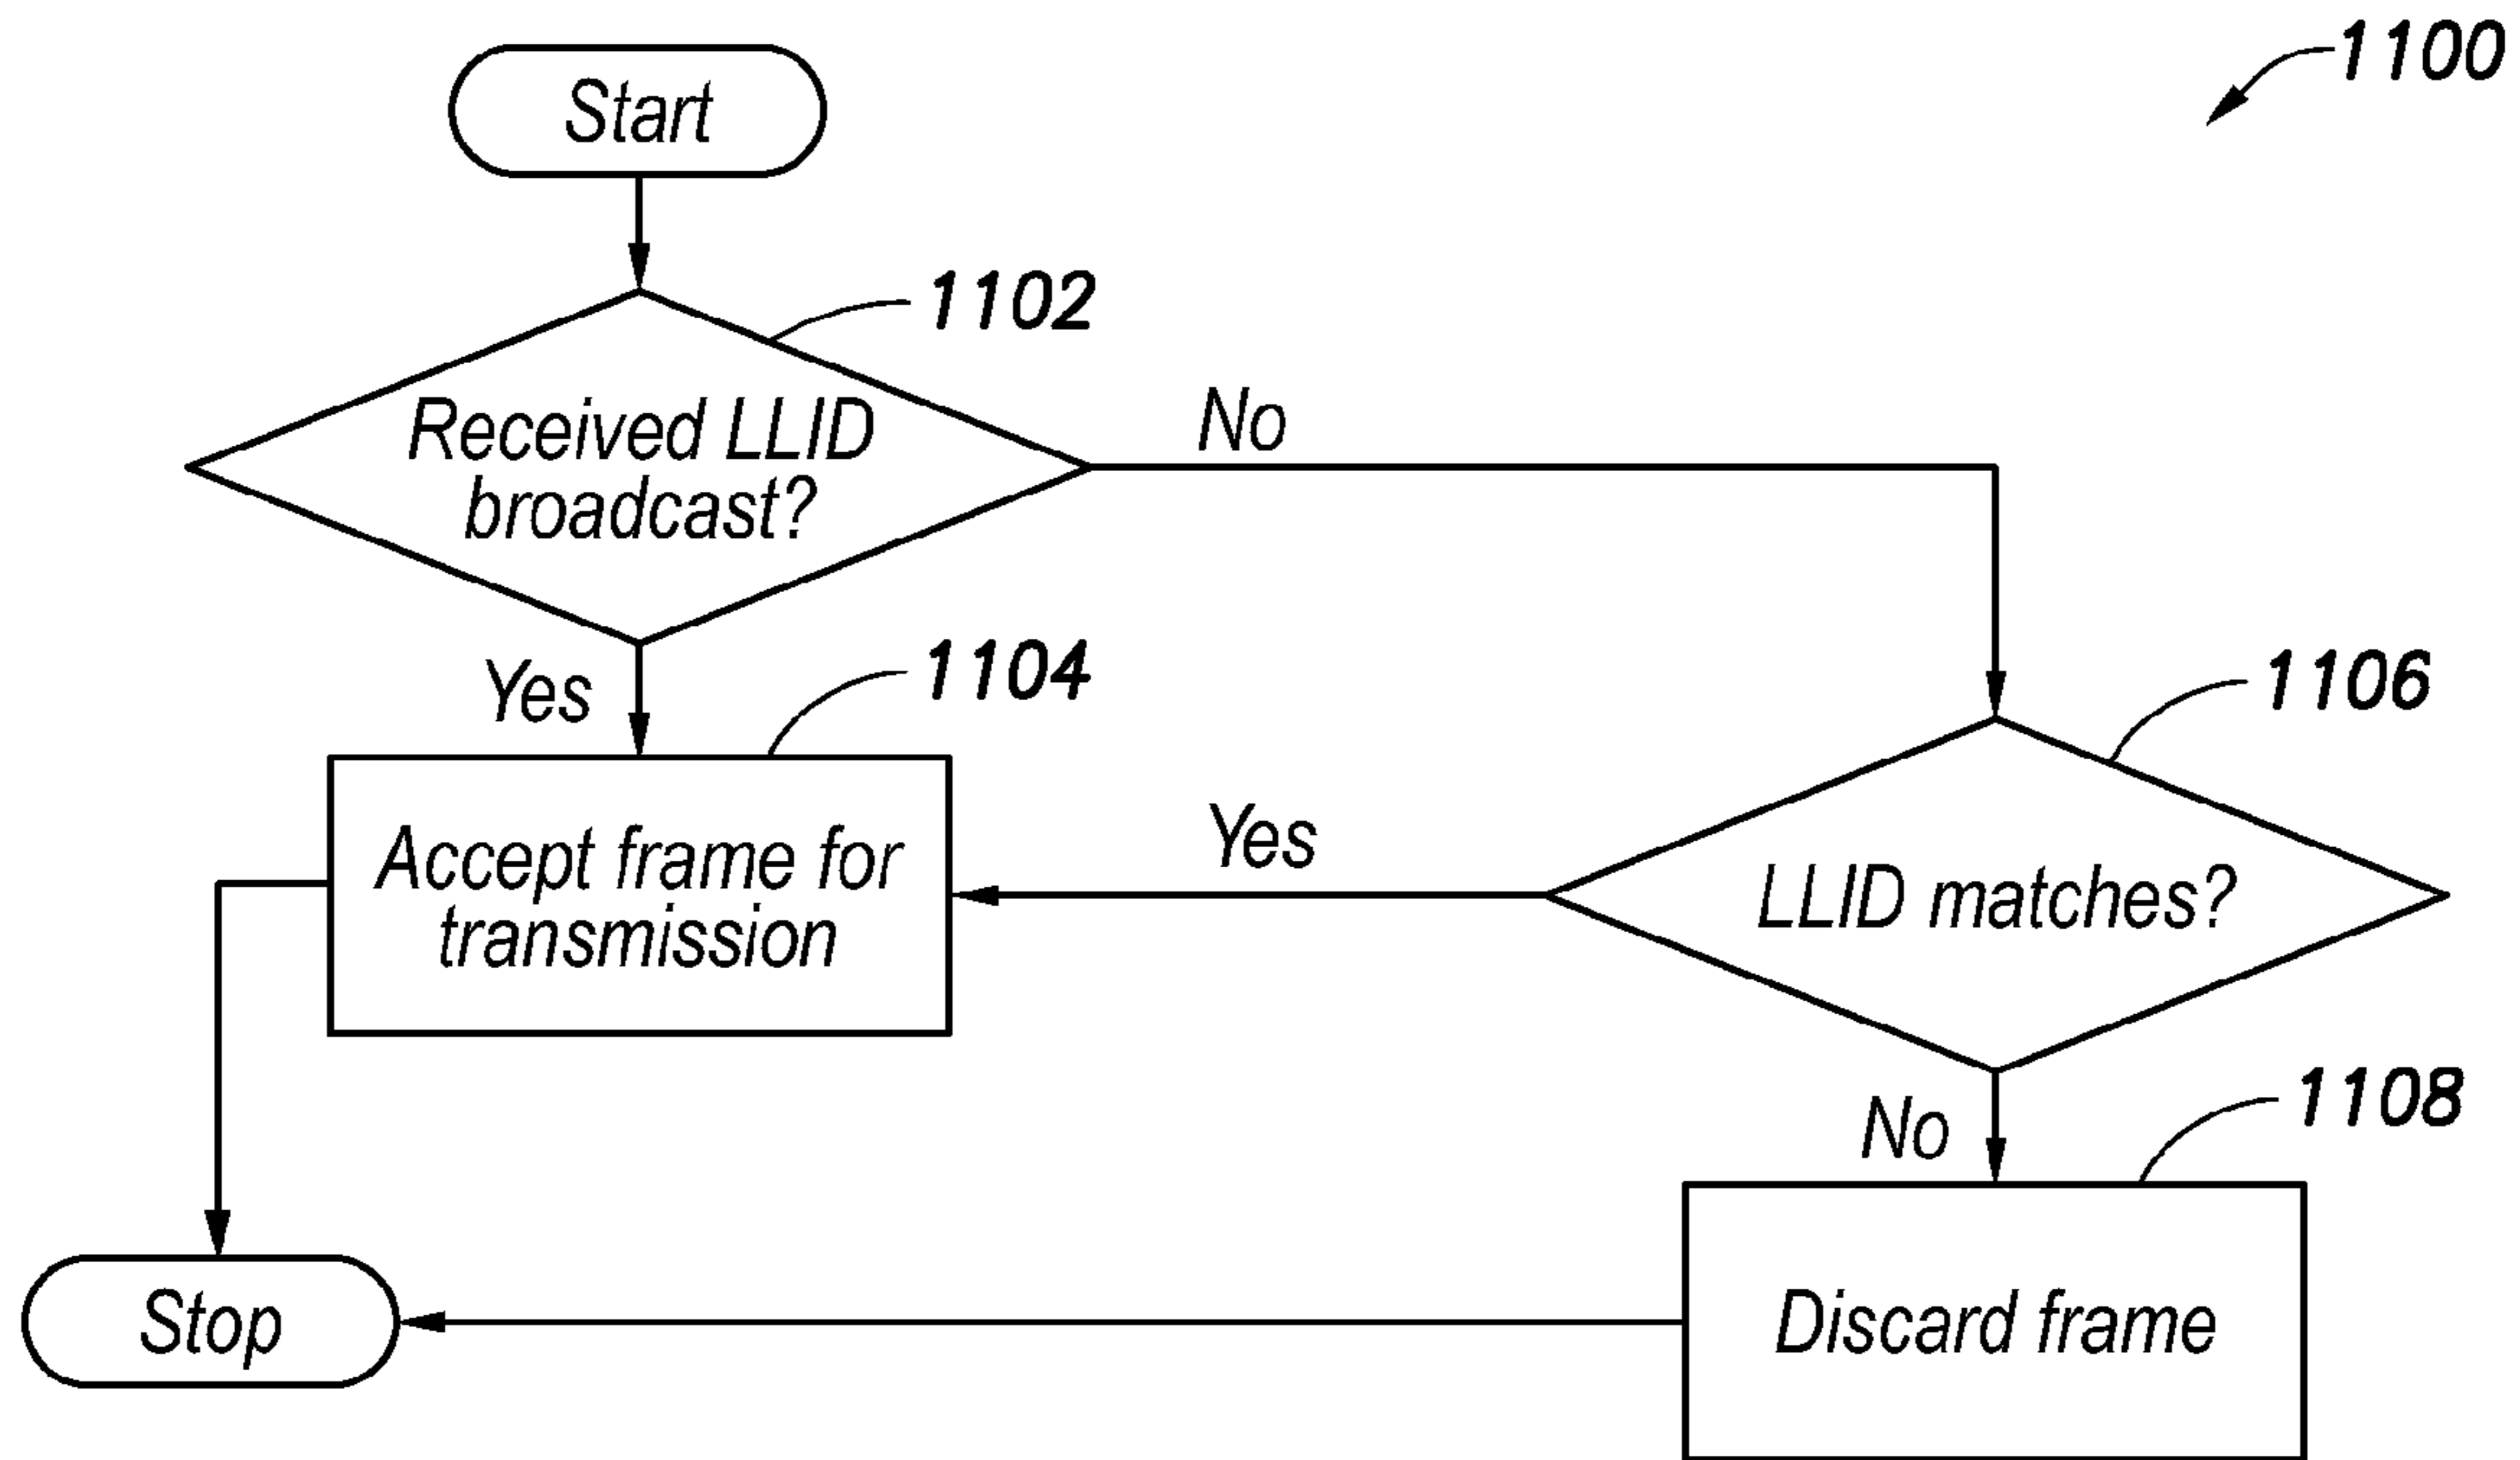 1100
Start
1102
Received LLID
broadcast?
No
Yes
1104
1106
Accept frame for
transmission
Yes
LLID matches?
No
1108
Stop
Discard frame